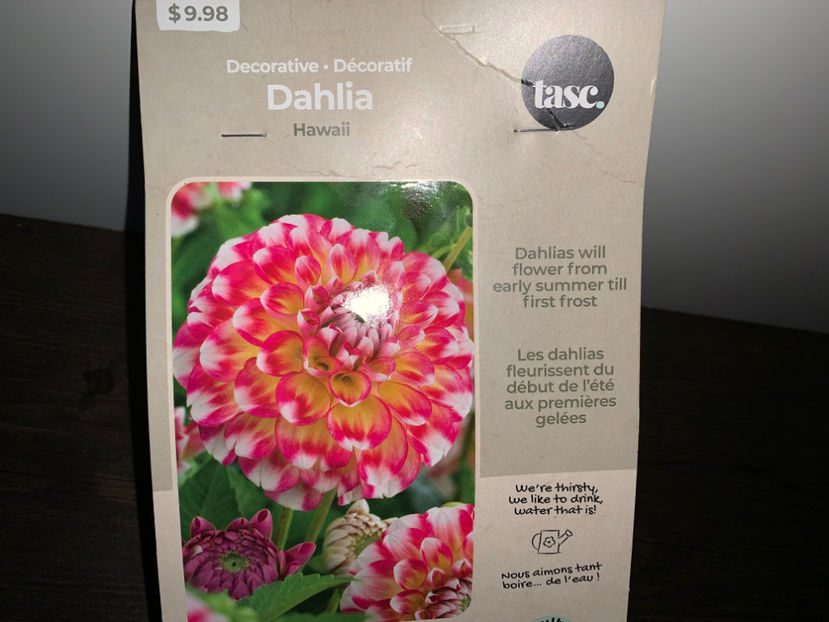 $9.98
Decorative • Décoratif
Dahlia
Hawaii
tasc.
Dahlias will
flower from
early summer till
first frost
Les dahlias
fleurissent du
début de l'été
aux premières
gelées
We're thirsty,
we like to drink,
water that is!
Nous aimons tant
boire... de l'eau !